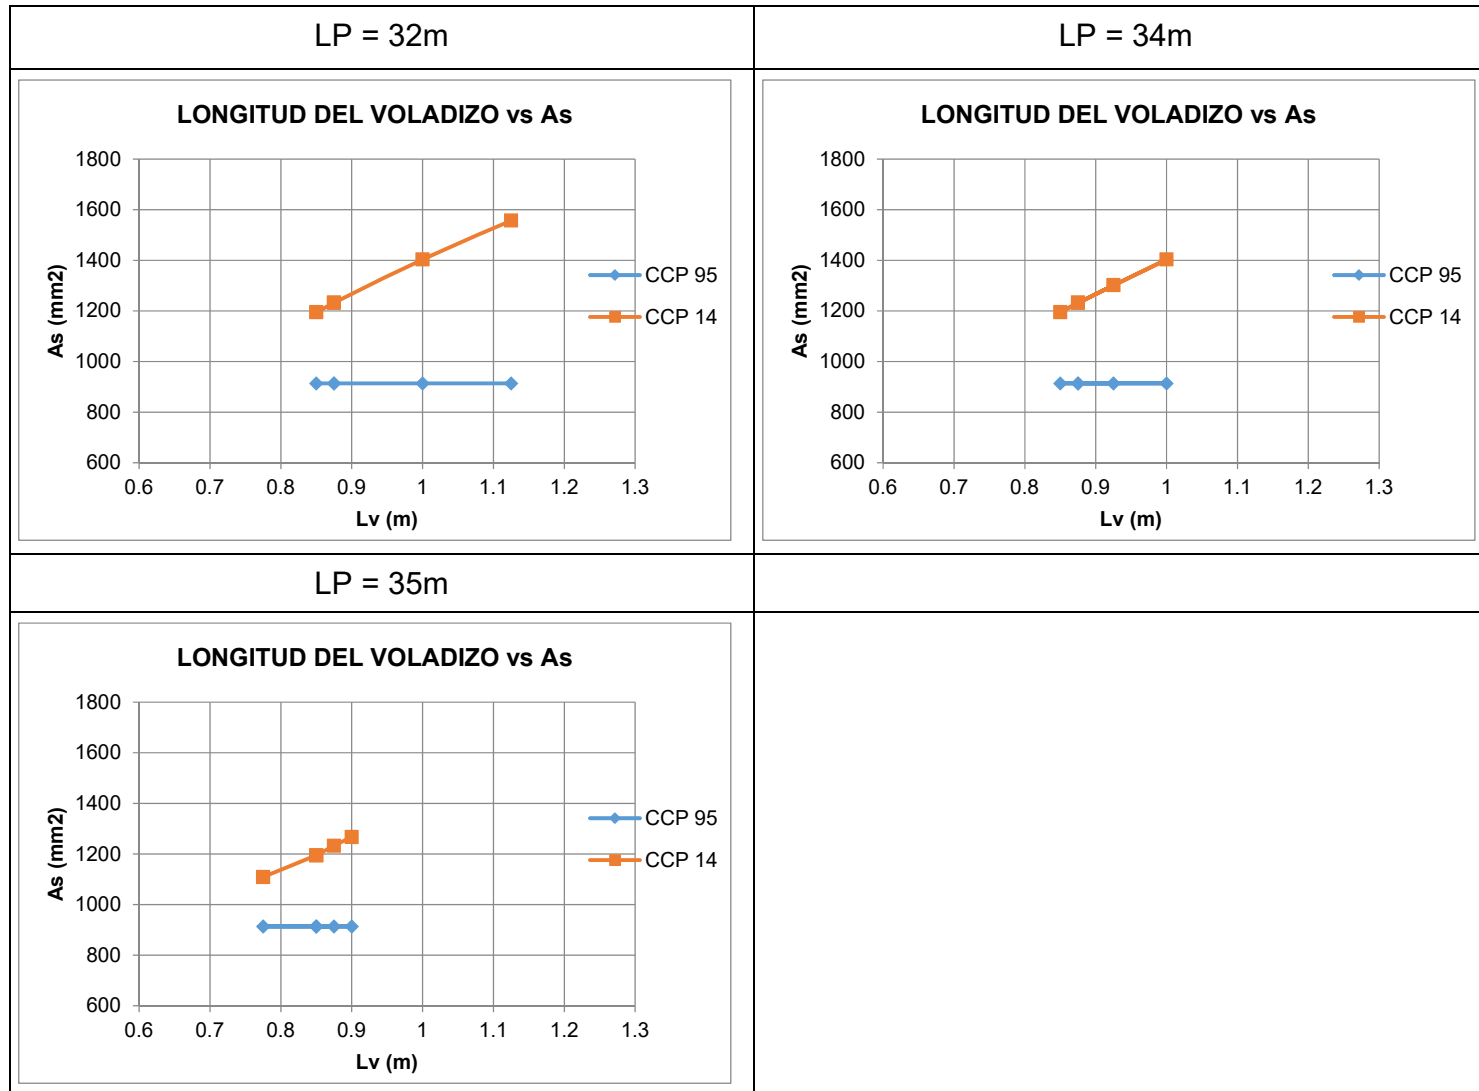 LP = 32m
LP = 34m
LONGITUD DEL VOLADIZO vs As
1800
1600
1400
1200
1000
800
600
0.6 0.7 0.8 0.9 1 1.1 1.2 1.3
As (mm2)
Lv (m)
CCP 95
CCP 14
LONGITUD DEL VOLADIZO vs As
1800
1600
1400
1200
1000
800
600
0.6 0.7 0.8 0.9 1 1.1 1.2 1.3
As (mm2)
Lv (m)
CCP 95
CCP 14
LP = 35m
LONGITUD DEL VOLADIZO vs As
1800
1600
1400
1200
1000
800
600
0.6 0.7 0.8 0.9 1 1.1 1.2 1.3
As (mm2)
Lv (m)
CCP 95
CCP 14